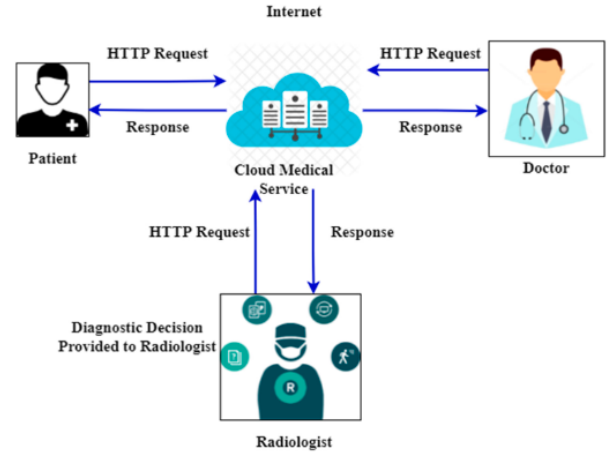 Internet
HTTP Request
HTTP Request
Response
Response
Patient
Cloud Medical
Service
Doctor
HTTP Request
Response
Diagnostic Decision
Provided to Radiologist
R
Radiologist